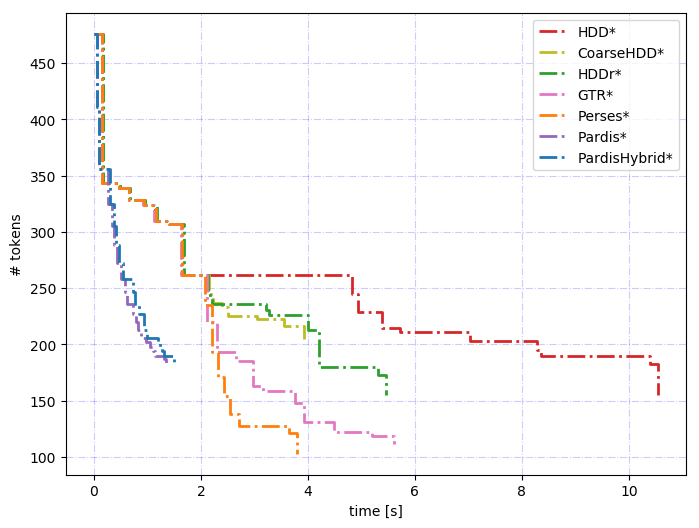 HDD*
CoarseHDD*
HDDr*
GTR*
Perses*
Pardis*
PardisHybrid*
# tokens
450
400
350
300
250
200
150
100
0 2 4 6 8 10
time [s]